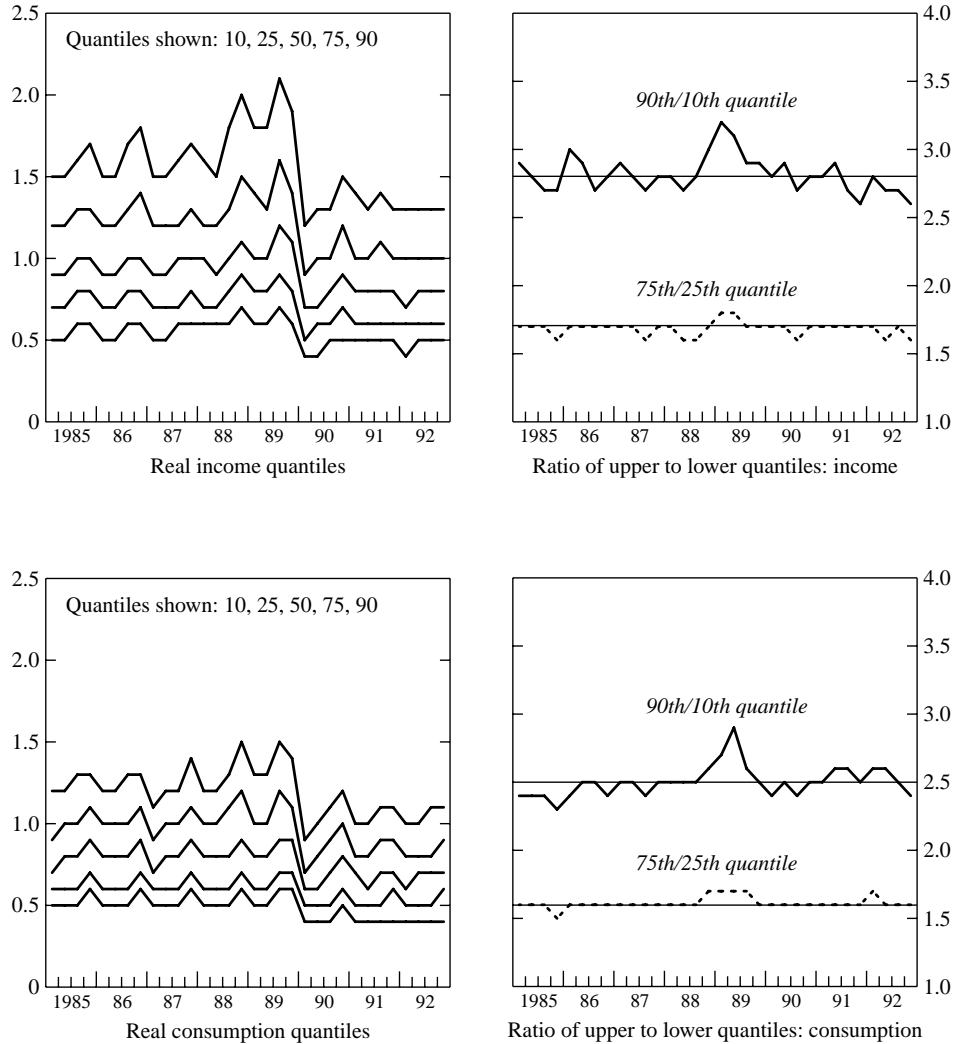 2.5
2.0
1.5
1.0
0.5
0
Quantiles shown: 10, 25, 50, 75, 90
1985 86 87 88 89 90 91 92
Real income quantiles
4.0
3.5
3.0
2.5
2.0
1.5
1.0
90th/10th quantile
75th/25th quantile
1985 86 87 88 89 90 91 92
Ratio of upper to lower quantiles: income
2.5
2.0
1.5
1.0
0.5
0
Quantiles shown: 10, 25, 50, 75, 90
1985 86 87 88 89 90 91 92
Real consumption quantiles
4.0
3.5
3.0
2.5
2.0
1.5
1.0
90th/10th quantile
75th/25th quantile
1985 86 87 88 89 90 91 92
Ratio of upper to lower quantiles: consumption